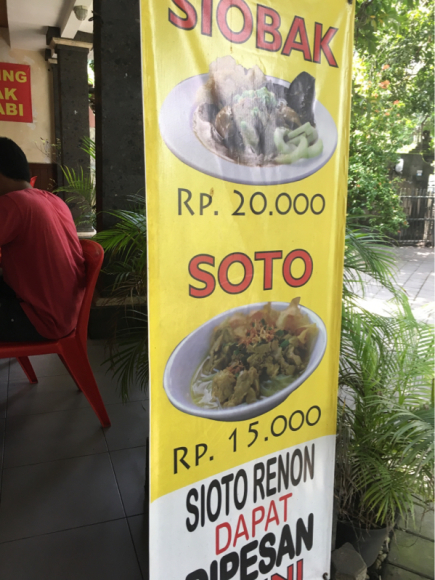 SIOBAK
Rp. 20.000
SOTO
Rp. 15.000
SIOTO RENON
DAPAT
DIPESAN